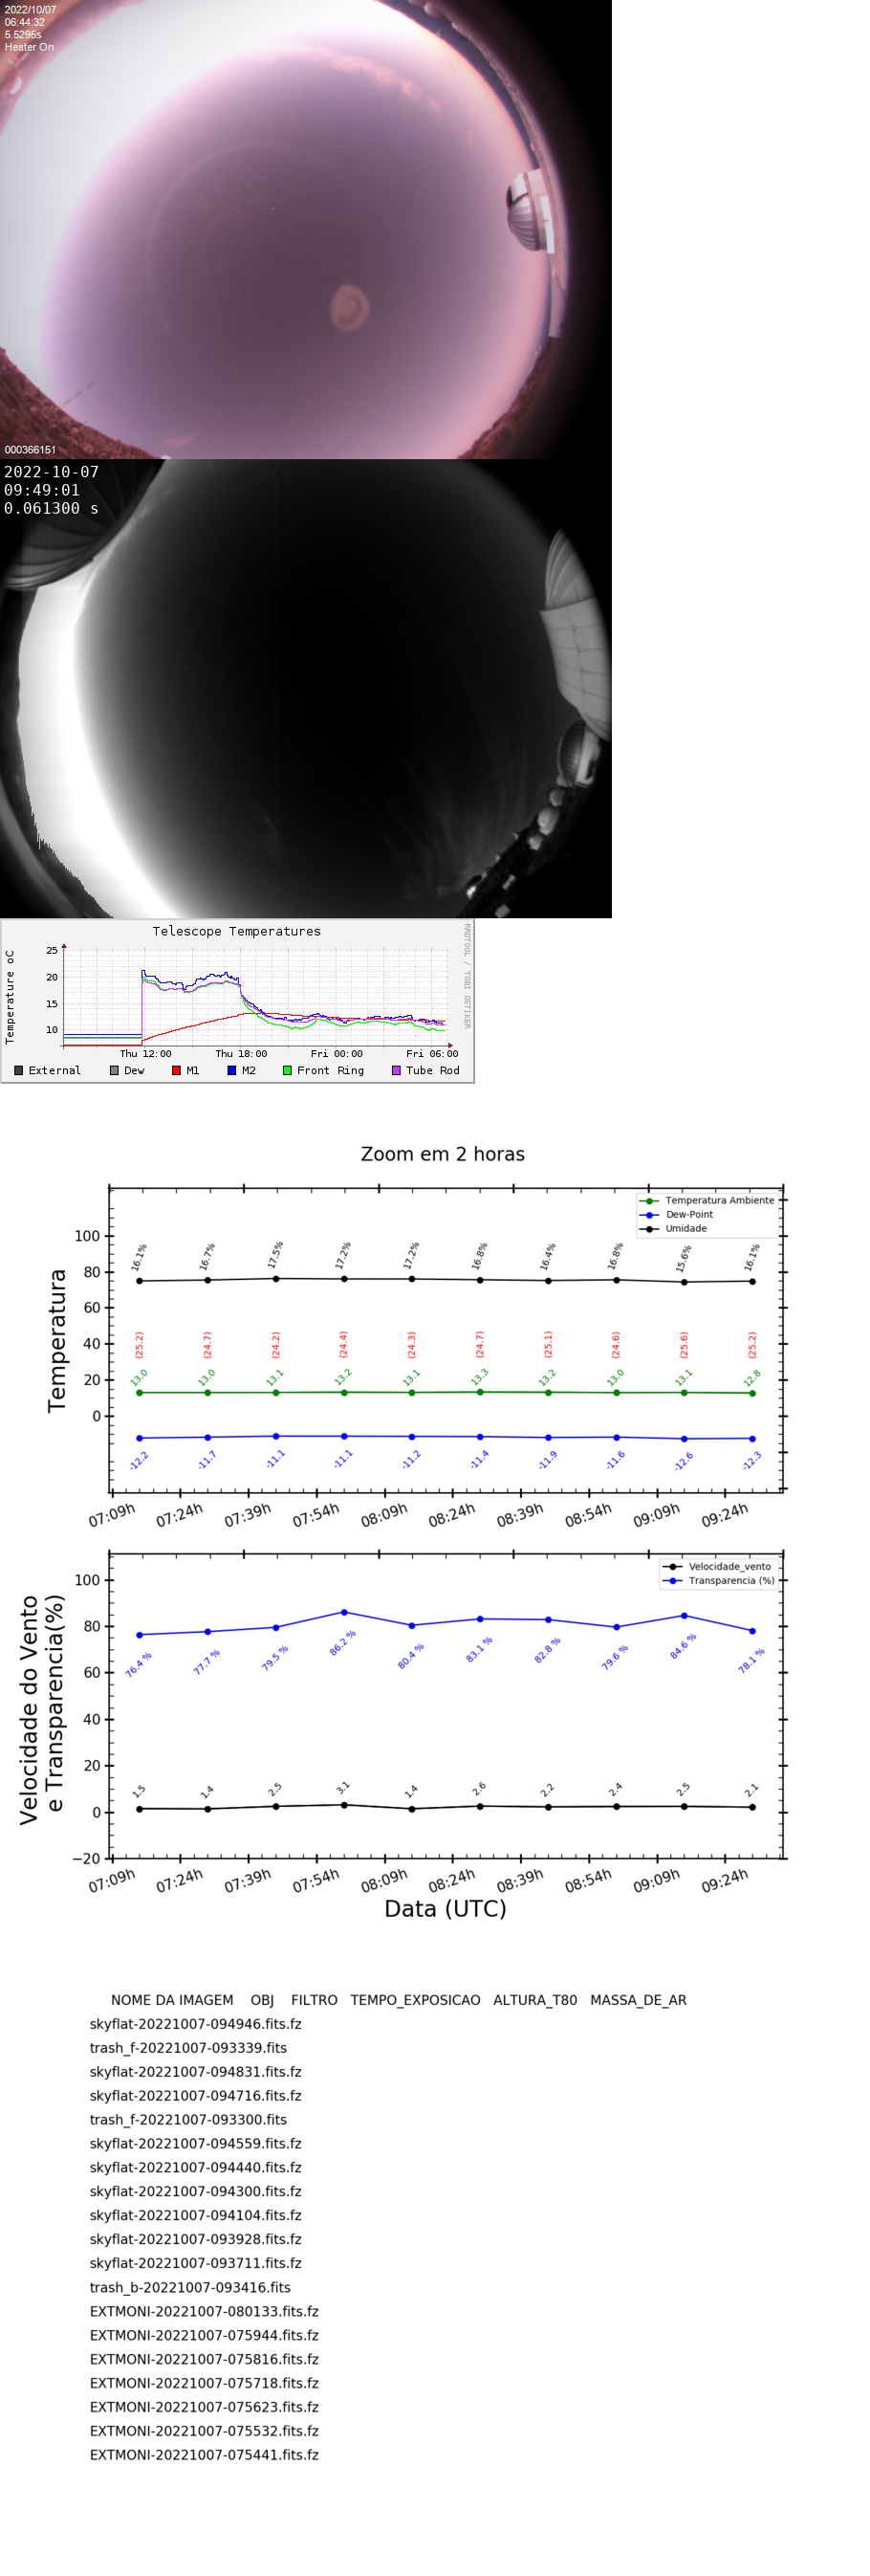 2022/10/07
06:44:32
5.5295s
Heater On
000366151
2022-10-07
09:49:01
0.061300 s
Telescope Temperatures
RRDTOOL / TOBI OETIKER
Temperature oC
25
20
15
10
Thu 12:00 Thu 18:00 Fri 00:00 Fri 06:00
External Dew M1 M2 Front Ring Tube Rod
Zoom em 2 horas
Temperatura Ambiente
Dew-Point
Umidade
Temperatura
100
80
60
40
20
0
16.1% 16.7% 17.5% 17.2% 17.2% 16.8% 16.4% 16.8% 15.6% 16.1%
(25.2) (24.7) (24.2) (24.4) (24.3) (24.7) (25.1) (24.6) (25.6) (25.2)
13.0 13.0 13.1 13.2 13.1 13.3 13.2 13.0 13.1 12.8
-12.2 -11.7 -11.1 -11.1 -11.2 -11.4 -11.9 -11.6 -12.6 -12.3
07:09h 07:24h 07:39h 07:54h 08:09h 08:24h 08:39h 08:54h 09:09h 09:24h
Velocidade_vento
Transparencia (%)
Velocidade do Vento
e Transparencia(%)
100
80
60
40
20
0
−20
76.4 % 77.7 % 79.5 % 86.2 % 80.4 % 83.1 % 82.8 % 79.6 % 84.6 % 78.1 %
1.5 1.4 2.5 3.1 1.4 2.6 2.2 2.4 2.5 2.1
07:09h 07:24h 07:39h 07:54h 08:09h 08:24h 08:39h 08:54h 09:09h 09:24h
Data (UTC)
NOME DA IMAGEM OBJ FILTRO TEMPO_EXPOSICAO ALTURA_T80 MASSA_DE_AR
skyflat-20221007-094946.fits.fz
trash_f-20221007-093339.fits
skyflat-20221007-094831.fits.fz
skyflat-20221007-094716.fits.fz
trash_f-20221007-093300.fits
skyflat-20221007-094559.fits.fz
skyflat-20221007-094440.fits.fz
skyflat-20221007-094300.fits.fz
skyflat-20221007-094104.fits.fz
skyflat-20221007-093928.fits.fz
skyflat-20221007-093711.fits.fz
trash_b-20221007-093416.fits
EXTMONI-20221007-080133.fits.fz
EXTMONI-20221007-075944.fits.fz
EXTMONI-20221007-075816.fits.fz
EXTMONI-20221007-075718.fits.fz
EXTMONI-20221007-075623.fits.fz
EXTMONI-20221007-075532.fits.fz
EXTMONI-20221007-075441.fits.fz